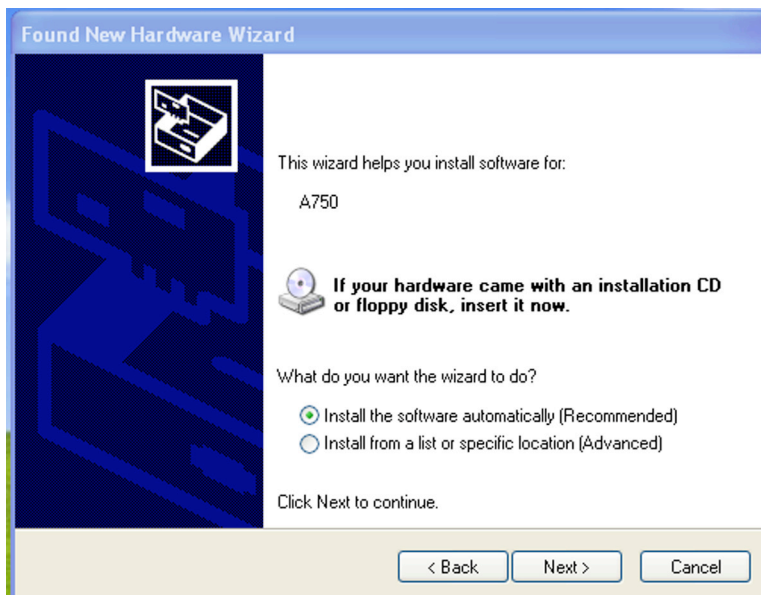 Found New Hardware Wizard
This wizard helps you install software for:
A750
If your hardware came with an installation CD
or floppy disk, insert it now.
What do you want the wizard to do?
Install the software automatically (Recommended)
Install from a list or specific location (Advanced)
Click Next to continue.
< Back Next > Cancel